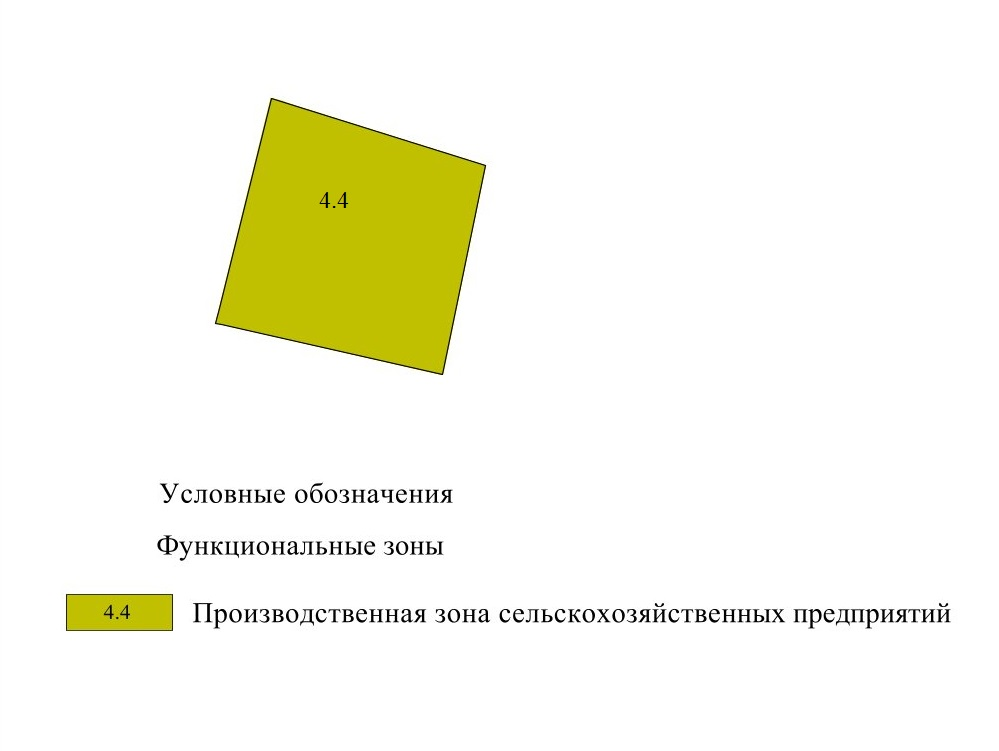 4.4
Условные обозначения
Функциональные зоны
4.4 Производственная зона сельскохозяйственных предприятий